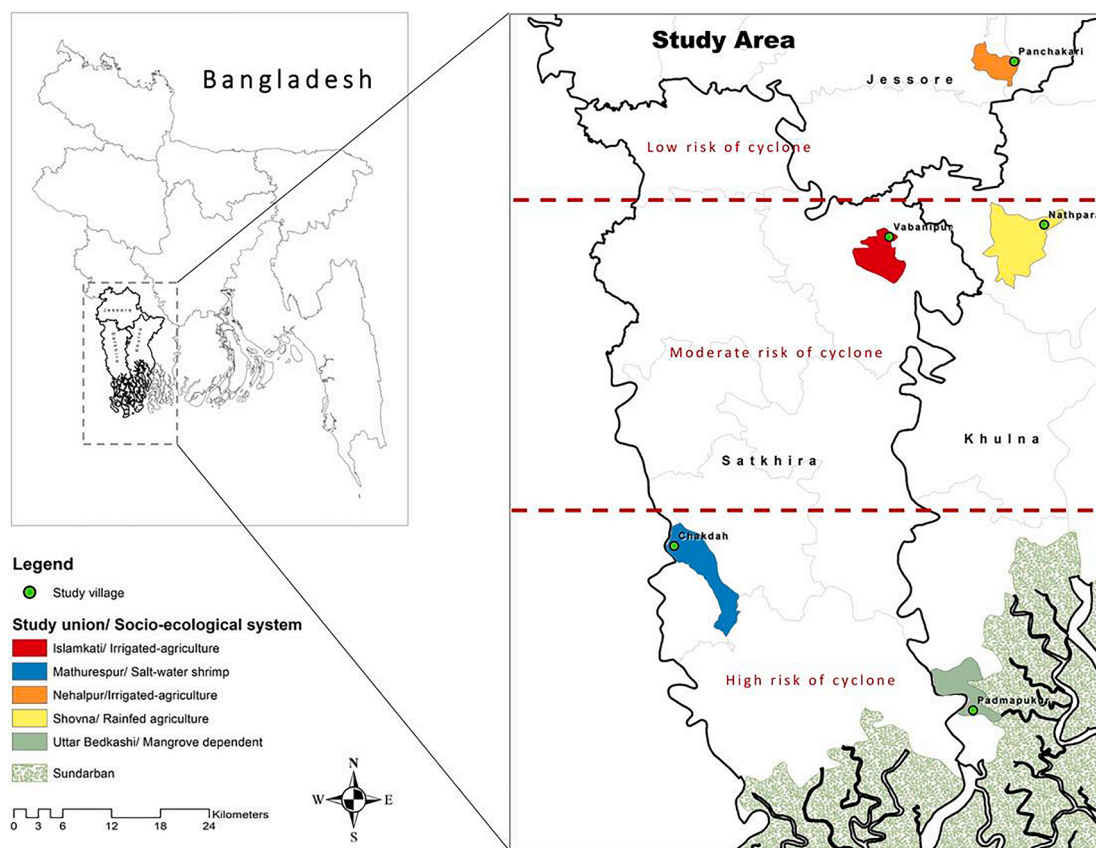 Bangladesh
Jessore
Study Area
Panchakari
Jessore
Low risk of cyclone
Nathpara
Vabanipur
Moderate risk of cyclone
Khulna
Satkhira
Chakdah
High risk of cyclone
Padmapukur
Legend
Study village
Study union/ Socio-ecological system
Islamkati/ Irrigated-agriculture
Mathurespur/ Salt-water shrimp
Nehalpur/Irrigated-agriculture
Shovna/ Rainfed agriculture
Uttar Bedkashi/ Mangrove dependent
Sundarban
Kilometers
0 3 6 12 18 24
N
W E
S